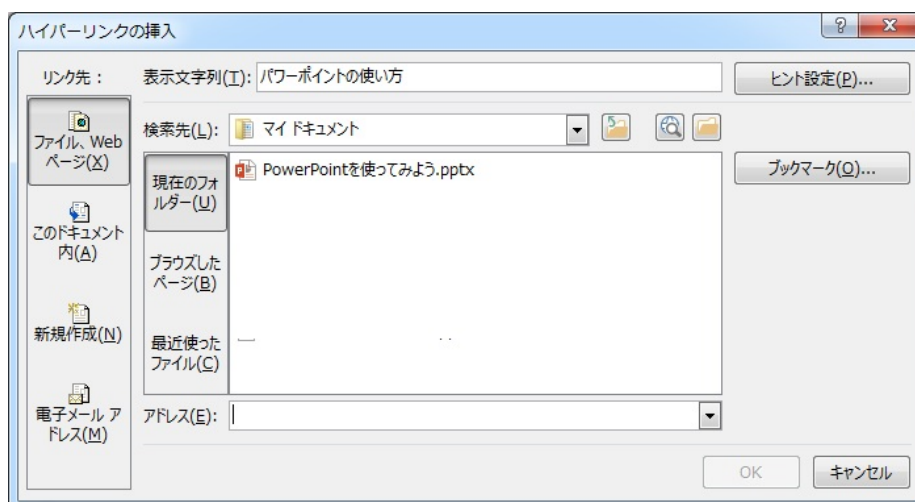 ハイパーリンクの挿入
リンク先：
表示文字列(T): パワーポイントの使い方
ヒント設定(P)...
ファイル、Web
ページ(X)
検索先(L): マイ ドキュメント
現在のフォ
ルダー(U)
PowerPointを使ってみよう.pptx
ブックマーク(O)...
このドキュメント
内(A)
ブラウズした
ページ(B)
新規作成(N)
最近使った
ファイル(C)
電子メール ア
ドレス(M)
アドレス(E):
OK
キャンセル